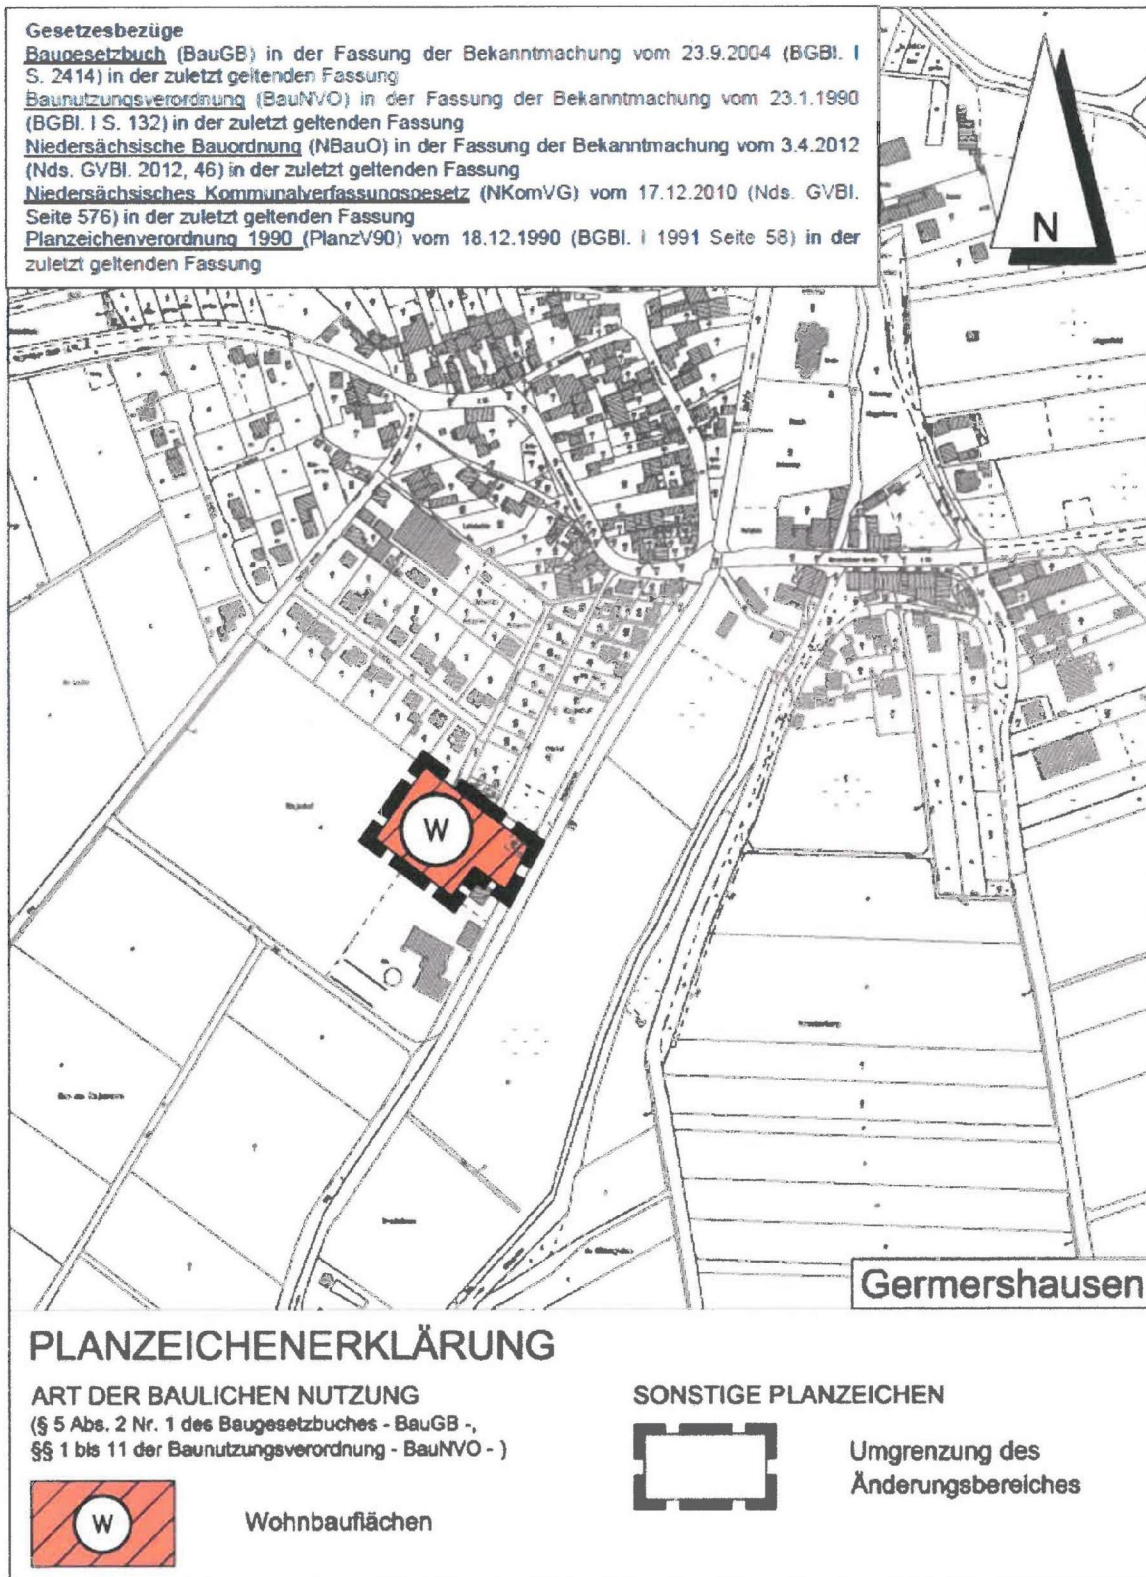 Gesetzesbezüge
Baugesetzbuch (BauGB) in der Fassung der Bekanntmachung vom 23.9.2004 (BGBl. I
S. 2414) in der zuletzt geltenden Fassung
Baunutzungsverordnung (BauNVO) in der Fassung der Bekanntmachung vom 23.1.1990
(BGBl. I S. 132) in der zuletzt geltenden Fassung
Niedersächsische Bauordnung (NBauO) in der Fassung der Bekanntmachung vom 3.4.2012
(Nds. GVBl. 2012, 46) in der zuletzt geltenden Fassung
Niedersächsisches Kommunalverfassungsgesetz (NKomVG) vom 17.12.2010 (Nds. GVBl.
Seite 576) in der zuletzt geltenden Fassung
Planzeichenverordnung 1990 (PlanzV90) vom 18.12.1990 (BGBl. I 1991 Seite 58) in der
zuletzt geltenden Fassung
N
W
Germershausen
PLANZEICHENERKLÄRUNG
ART DER BAULICHEN NUTZUNG
(§ 5 Abs. 2 Nr. 1 des Baugesetzbuches - BauGB -,
§§ 1 bis 11 der Baunutzungsverordnung - BauNVO - )
W
Wohnbauflächen
SONSTIGE PLANZEICHEN
Umgrenzung des
Änderungsbereiches